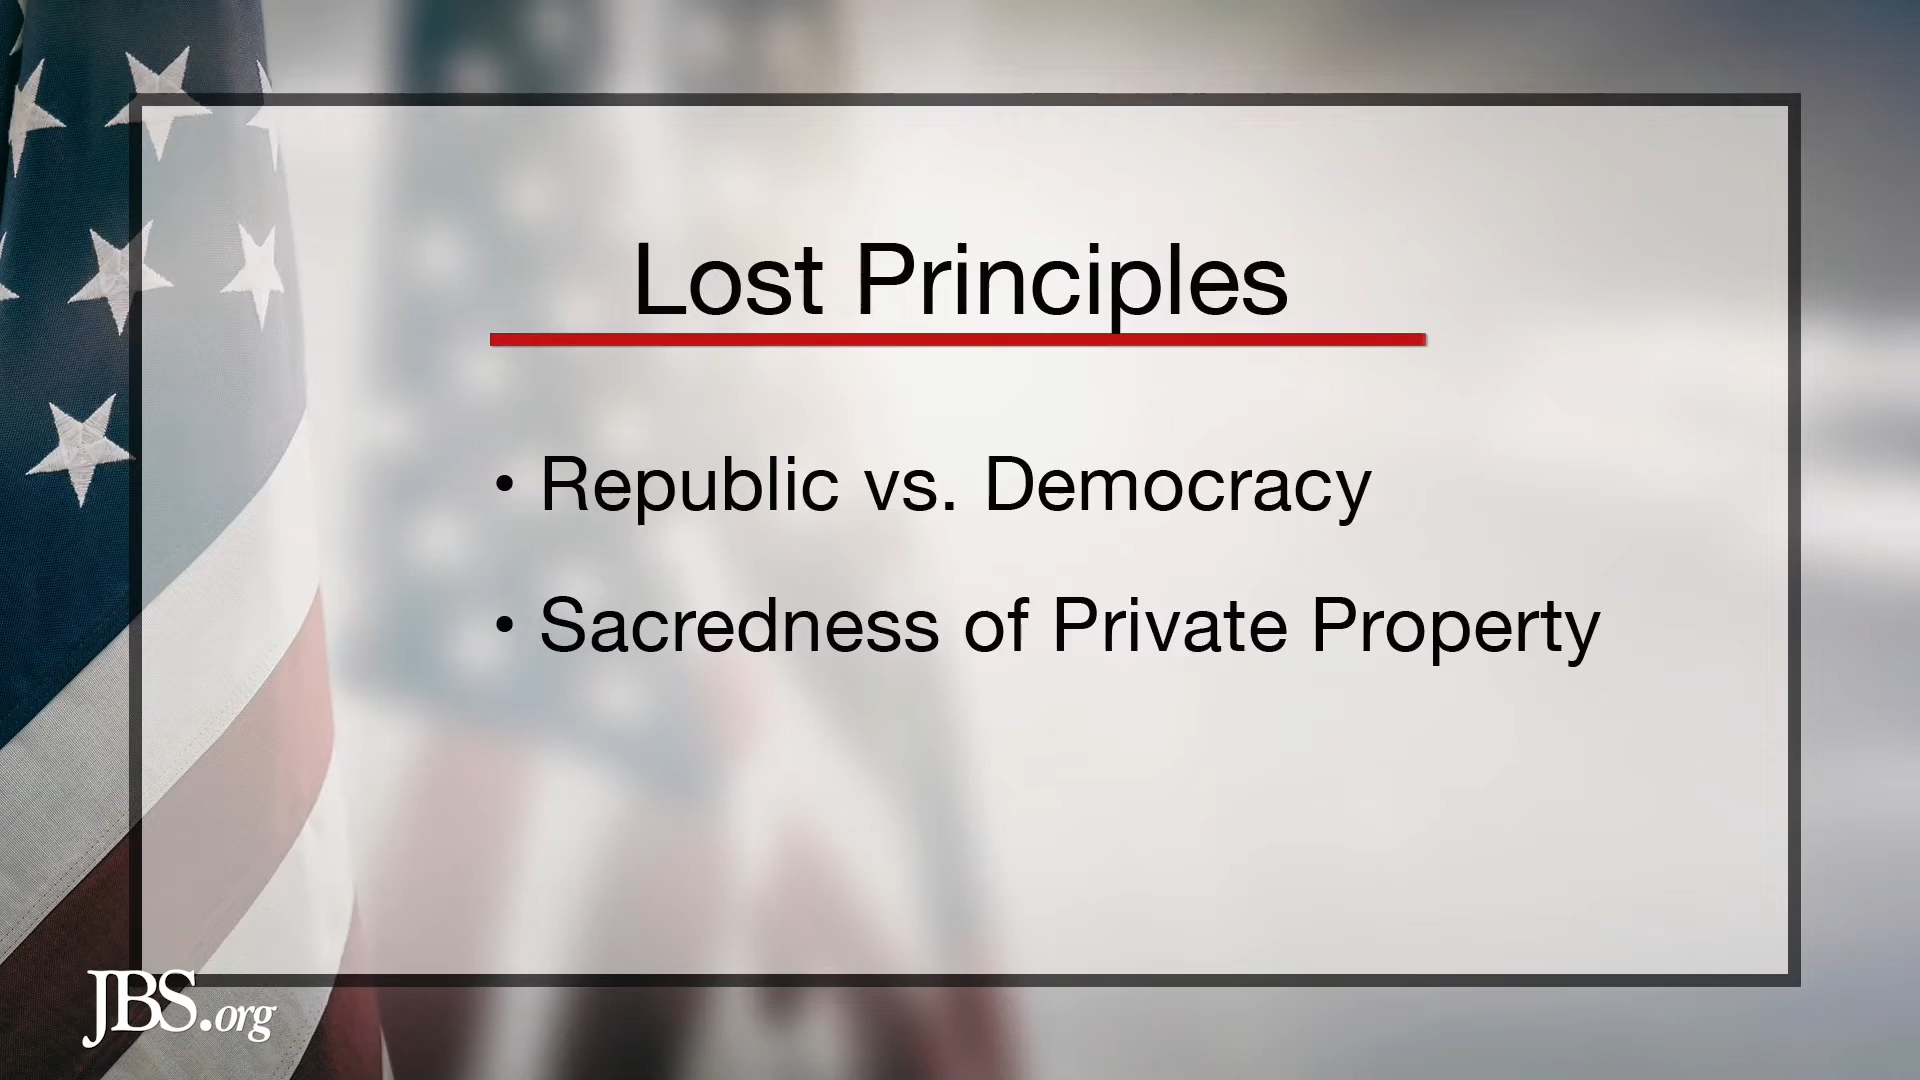 Lost Principles
• Republic vs. Democracy
• Sacredness of Private Property
JBS.org